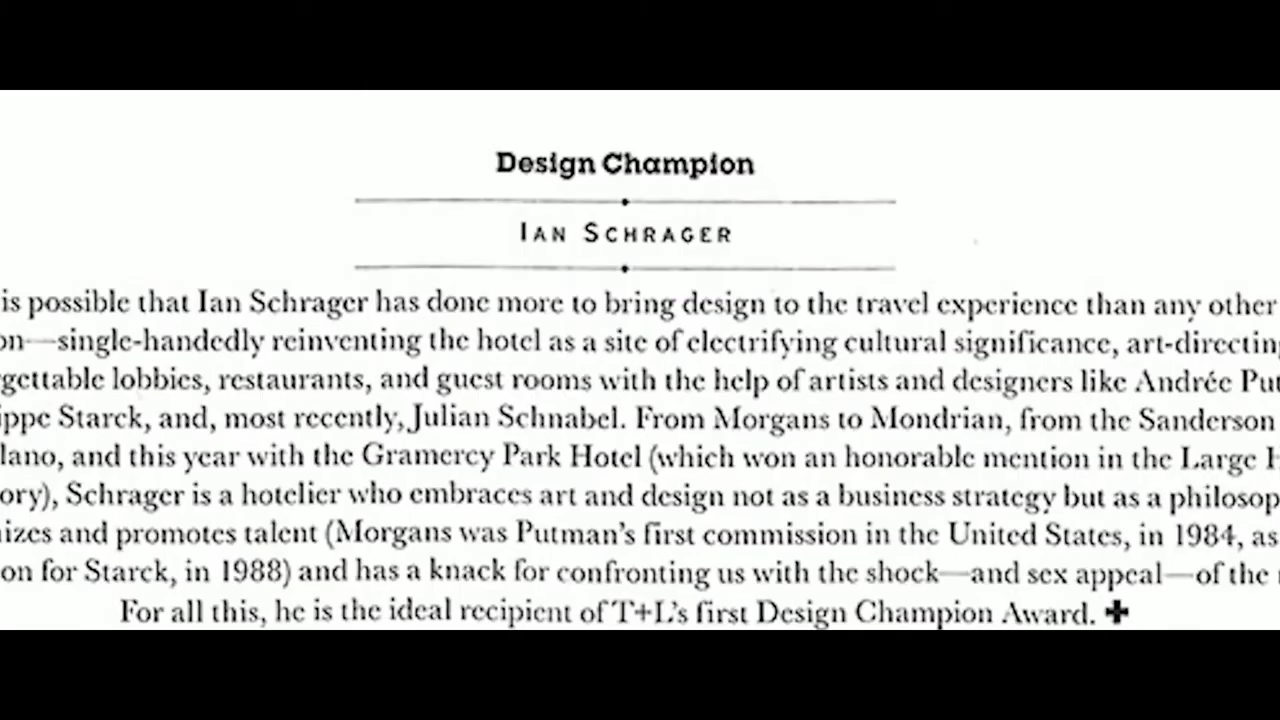 Design Champion
IAN SCHRAGER
is possible that Ian Schrager has done more to bring design to the travel experience than any other
on—single-handedly reinventing the hotel as a site of electrifying cultural significance, art-directing
gettable lobbies, restaurants, and guest rooms with the help of artists and designers like Andrée Put
ippe Starck, and, most recently, Julian Schnabel. From Morgans to Mondrian, from the Sanderson
lano, and this year with the Gramercy Park Hotel (which won an honorable mention in the Large H
ory), Schrager is a hotelier who embraces art and design not as a business strategy but as a philosop
nizes and promotes talent (Morgans was Putman's first commission in the United States, in 1984, as
on for Starck, in 1988) and has a knack for confronting us with the shock—and sex appeal—of the
For all this, he is the ideal recipient of T+L's first Design Champion Award. ✚